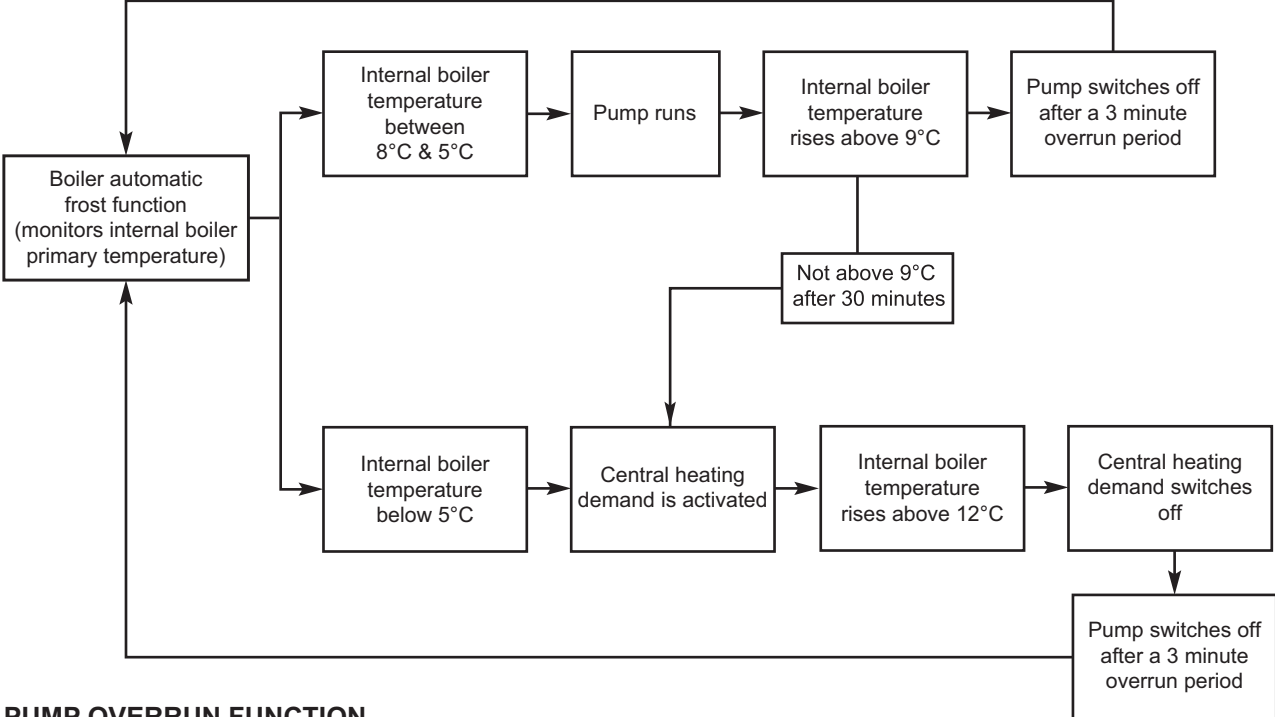 Internal boiler
temperature
between
8°C & 5°C
Pump runs
Internal boiler
temperature
rises above 9°C
Pump switches off
after a 3 minute
overrun period
Boiler automatic
frost function
(monitors internal boiler
primary temperature)
Not above 9°C
after 30 minutes
Internal boiler
temperature
below 5°C
Central heating
demand is activated
Internal boiler
temperature
rises above 12°C
Central heating
demand switches
off
Pump switches off
after a 3 minute
overrun period
PUMP OVERRUN FUNCTION